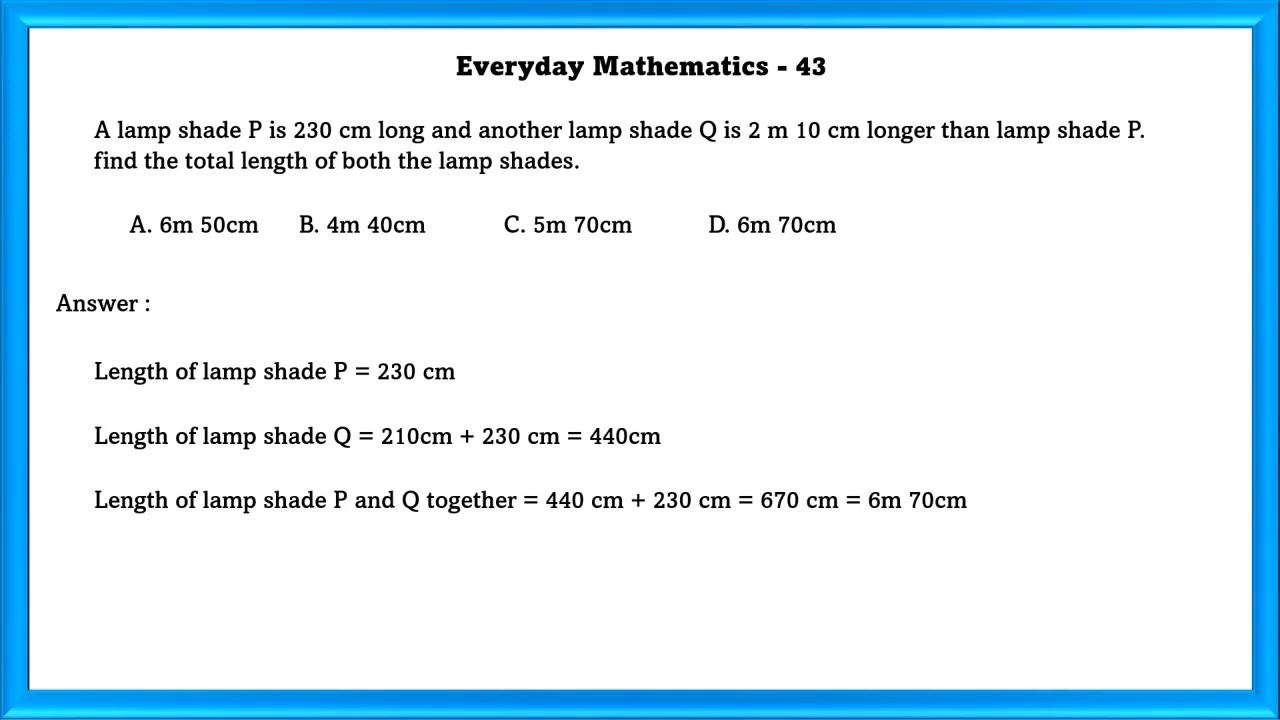 Everyday Mathematics - 43
A lamp shade P is 230 cm long and another lamp shade Q is 2 m 10 cm longer than lamp shade P.
find the total length of both the lamp shades.
A. 6m 50cm B. 4m 40cm C. 5m 70cm D. 6m 70cm
Answer :
Length of lamp shade P = 230 cm
Length of lamp shade Q = 210cm + 230 cm = 440cm
Length of lamp shade P and Q together = 440 cm + 230 cm = 670 cm = 6m 70cm